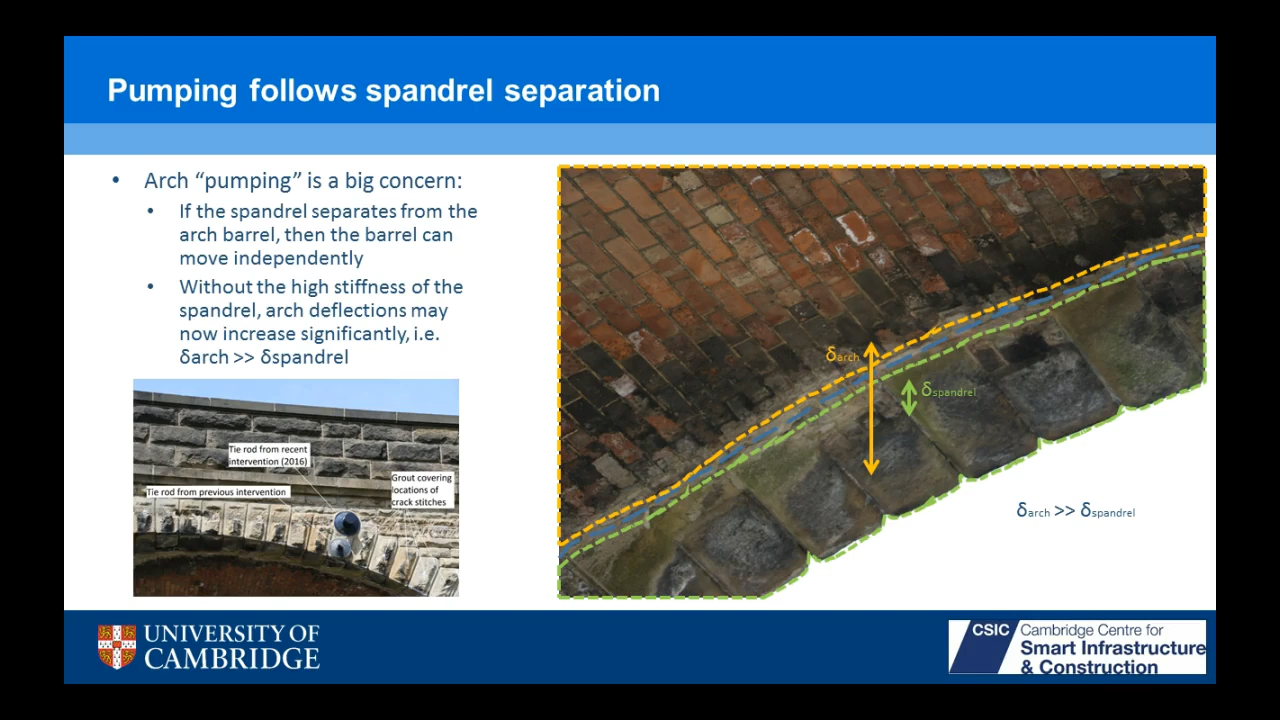 Pumping follows spandrel separation
• Arch “pumping” is a big concern:
• If the spandrel separates from the
arch barrel, then the barrel can
move independently
• Without the high stiffness of the
spandrel, arch deflections may
now increase significantly, i.e.
δarch >> δspandrel
Tie rod from recent
intervention (2016)
Tie rod from previous intervention
Grout covering
locations of
crack stitches
δarch
δspandrel
δarch >> δspandrel
UNIVERSITY OF
CAMBRIDGE
CSIC
Cambridge Centre for
Smart Infrastructure
& Construction